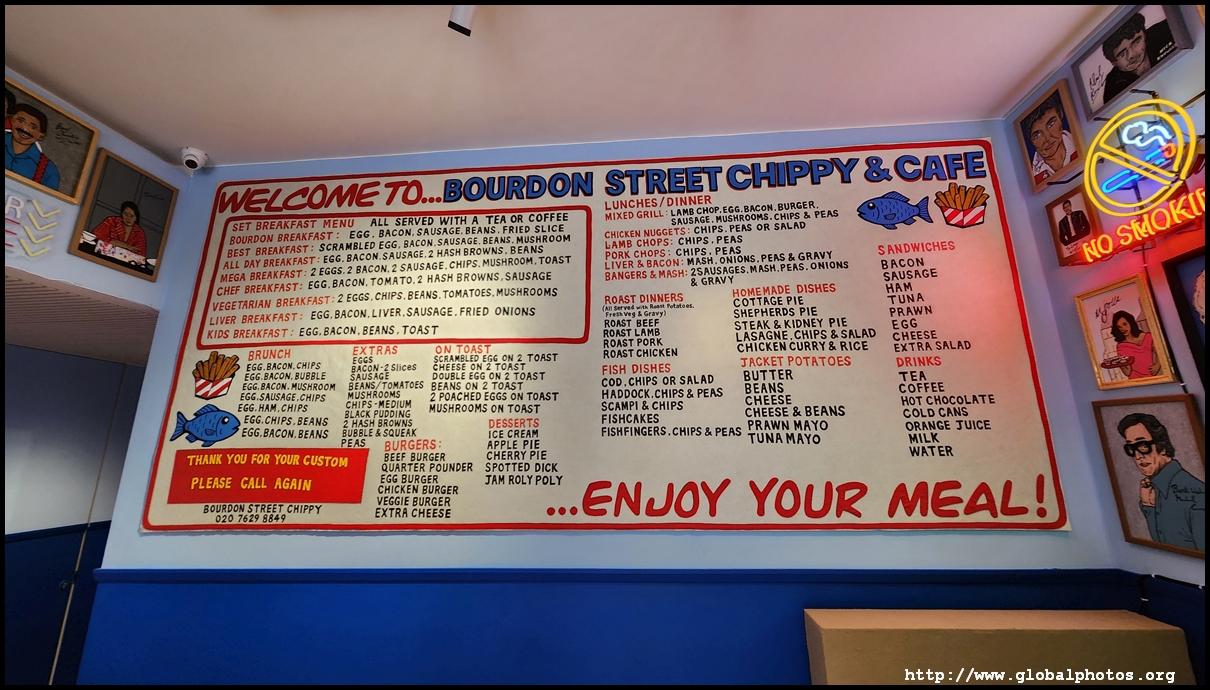 WELCOME TO...BOURDON STREET CHIPPY & CAFE
SET BREAKFAST MENU ALL SERVED WITH A TEA OR COFFEE
BOURDON BREAKFAST: EGG.BACON.SAUSAGE.BEANS.FRIED SLICE
BEST BREAKFAST: SCRAMBLED EGG.BACON.SAUSAGE.BEANS.MUSHROOM
ALL DAY BREAKFAST: EGG.BACON.SAUSAGE.2 HASH BROWNS.BEANS
MEGA BREAKFAST: 2 EGGS.2 BACON.2 SAUSAGE.CHIPS.MUSHROOM.TOAST
CHEF BREAKFAST: EGG.BACON.TOMATO.2 HASH BROWNS.SAUSAGE
VEGETARIAN BREAKFAST: 2 EGGS.CHIPS.BEANS.TOMATOES.MUSHROOMS
LIVER BREAKFAST: EGG.BACON.LIVER.SAUSAGE.FRIED ONIONS
KIDS BREAKFAST: EGG.BACON.BEANS.TOAST
BRUNCH
EGG.BACON.CHIPS
EGG.BACON.BUBBLE
EGG.BACON.MUSHROOM
EGG.SAUSAGE.CHIPS
EGG.HAM.CHIPS
EGG.CHIPS.BEANS
EGG.BACON.BEANS
EXTRAS
EGGS
BACON-2 Slices
SAUSAGE
BEANS/TOMATOES
MUSHROOMS
CHIPS-MEDIUM
BLACK PUDDING
2 HASH BROWNS
BUBBLE & SQUEAK
PEAS
ON TOAST
SCRAMBLED EGG ON 2 TOAST
CHEESE ON 2 TOAST
DOUBLE EGG ON 2 TOAST
BEANS ON 2 TOAST
2 POACHED EGGS ON TOAST
MUSHROOMS ON TOAST
BURGERS:
BEEF BURGER
QUARTER POUNDER
EGG BURGER
CHICKEN BURGER
VEGGIE BURGER
EXTRA CHEESE
DESSERTS
ICE CREAM
APPLE PIE
CHERRY PIE
SPOTTED DICK
JAM ROLY POLY
THANK YOU FOR YOUR CUSTOM
PLEASE CALL AGAIN
BOURDON STREET CHIPPY
020 7629 8849
LUNCHES/DINNER
MIXED GRILL: LAMB CHOP.EGG.BACON.BURGER.
SAUSAGE.MUSHROOMS.CHIPS & PEAS
CHICKEN NUGGETS: CHIPS.PEAS OR SALAD
LAMB CHOPS: CHIPS.PEAS
PORK CHOPS: CHIPS.PEAS
LIVER & BACON: MASH.ONIONS.PEAS & GRAVY
BANGERS & MASH: 2SAUSAGES.MASH.PEAS.ONIONS
& GRAVY
ROAST DINNERS
(All Served with Roast Potatoes.
Fresh Veg & Gravy)
ROAST BEEF
ROAST LAMB
ROAST PORK
ROAST CHICKEN
FISH DISHES
COD.CHIPS OR SALAD
HADDOCK.CHIPS & PEAS
SCAMPI & CHIPS
FISHCAKES
FISHFINGERS.CHIPS & PEAS
HOMEMADE DISHES
COTTAGE PIE
SHEPHERDS PIE
STEAK & KIDNEY PIE
LASAGNE.CHIPS & SALAD
CHICKEN CURRY & RICE
JACKET POTATOES
BUTTER
BEANS
CHEESE
CHEESE & BEANS
PRAWN MAYO
TUNA MAYO
SANDWICHES
BACON
SAUSAGE
HAM
TUNA
PRAWN
EGG
CHEESE
EXTRA SALAD
DRINKS
TEA
COFFEE
HOT CHOCOLATE
COLD CANS
ORANGE JUICE
MILK
WATER
...ENJOY YOUR MEAL!
NO SMOKIN
http://www.globalphotos.org